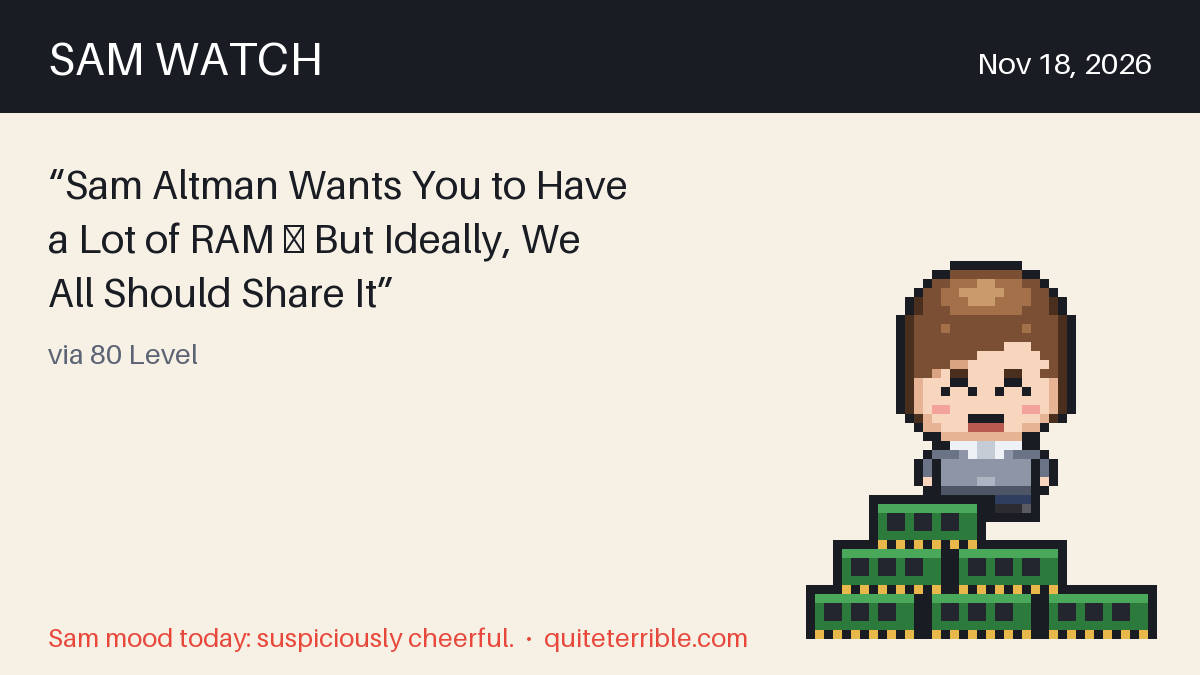 SAM WATCH
Nov 18, 2026
“Sam Altman Wants You to Have
a Lot of RAM But Ideally, We
All Should Share It”
via 80 Level
Sam mood today: suspiciously cheerful. · quiteterrible.com